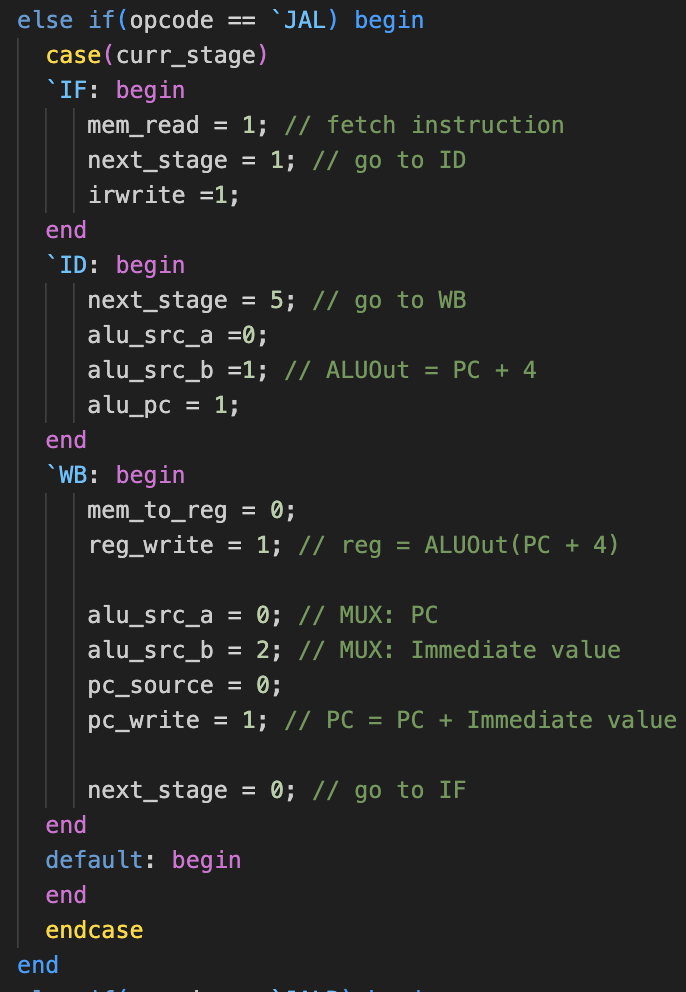 else if(opcode == `JAL) begin
case(curr_stage)
`IF: begin
mem_read = 1; // fetch instruction
next_stage = 1; // go to ID
irwrite =1;
end
`ID: begin
next_stage = 5; // go to WB
alu_src_a =0;
alu_src_b =1; // ALUOut = PC + 4
alu_pc = 1;
end
`WB: begin
mem_to_reg = 0;
reg_write = 1; // reg = ALUOut(PC + 4)
alu_src_a = 0; // MUX: PC
alu_src_b = 2; // MUX: Immediate value
pc_source = 0;
pc_write = 1; // PC = PC + Immediate value
next_stage = 0; // go to IF
end
default: begin
end
endcase
end